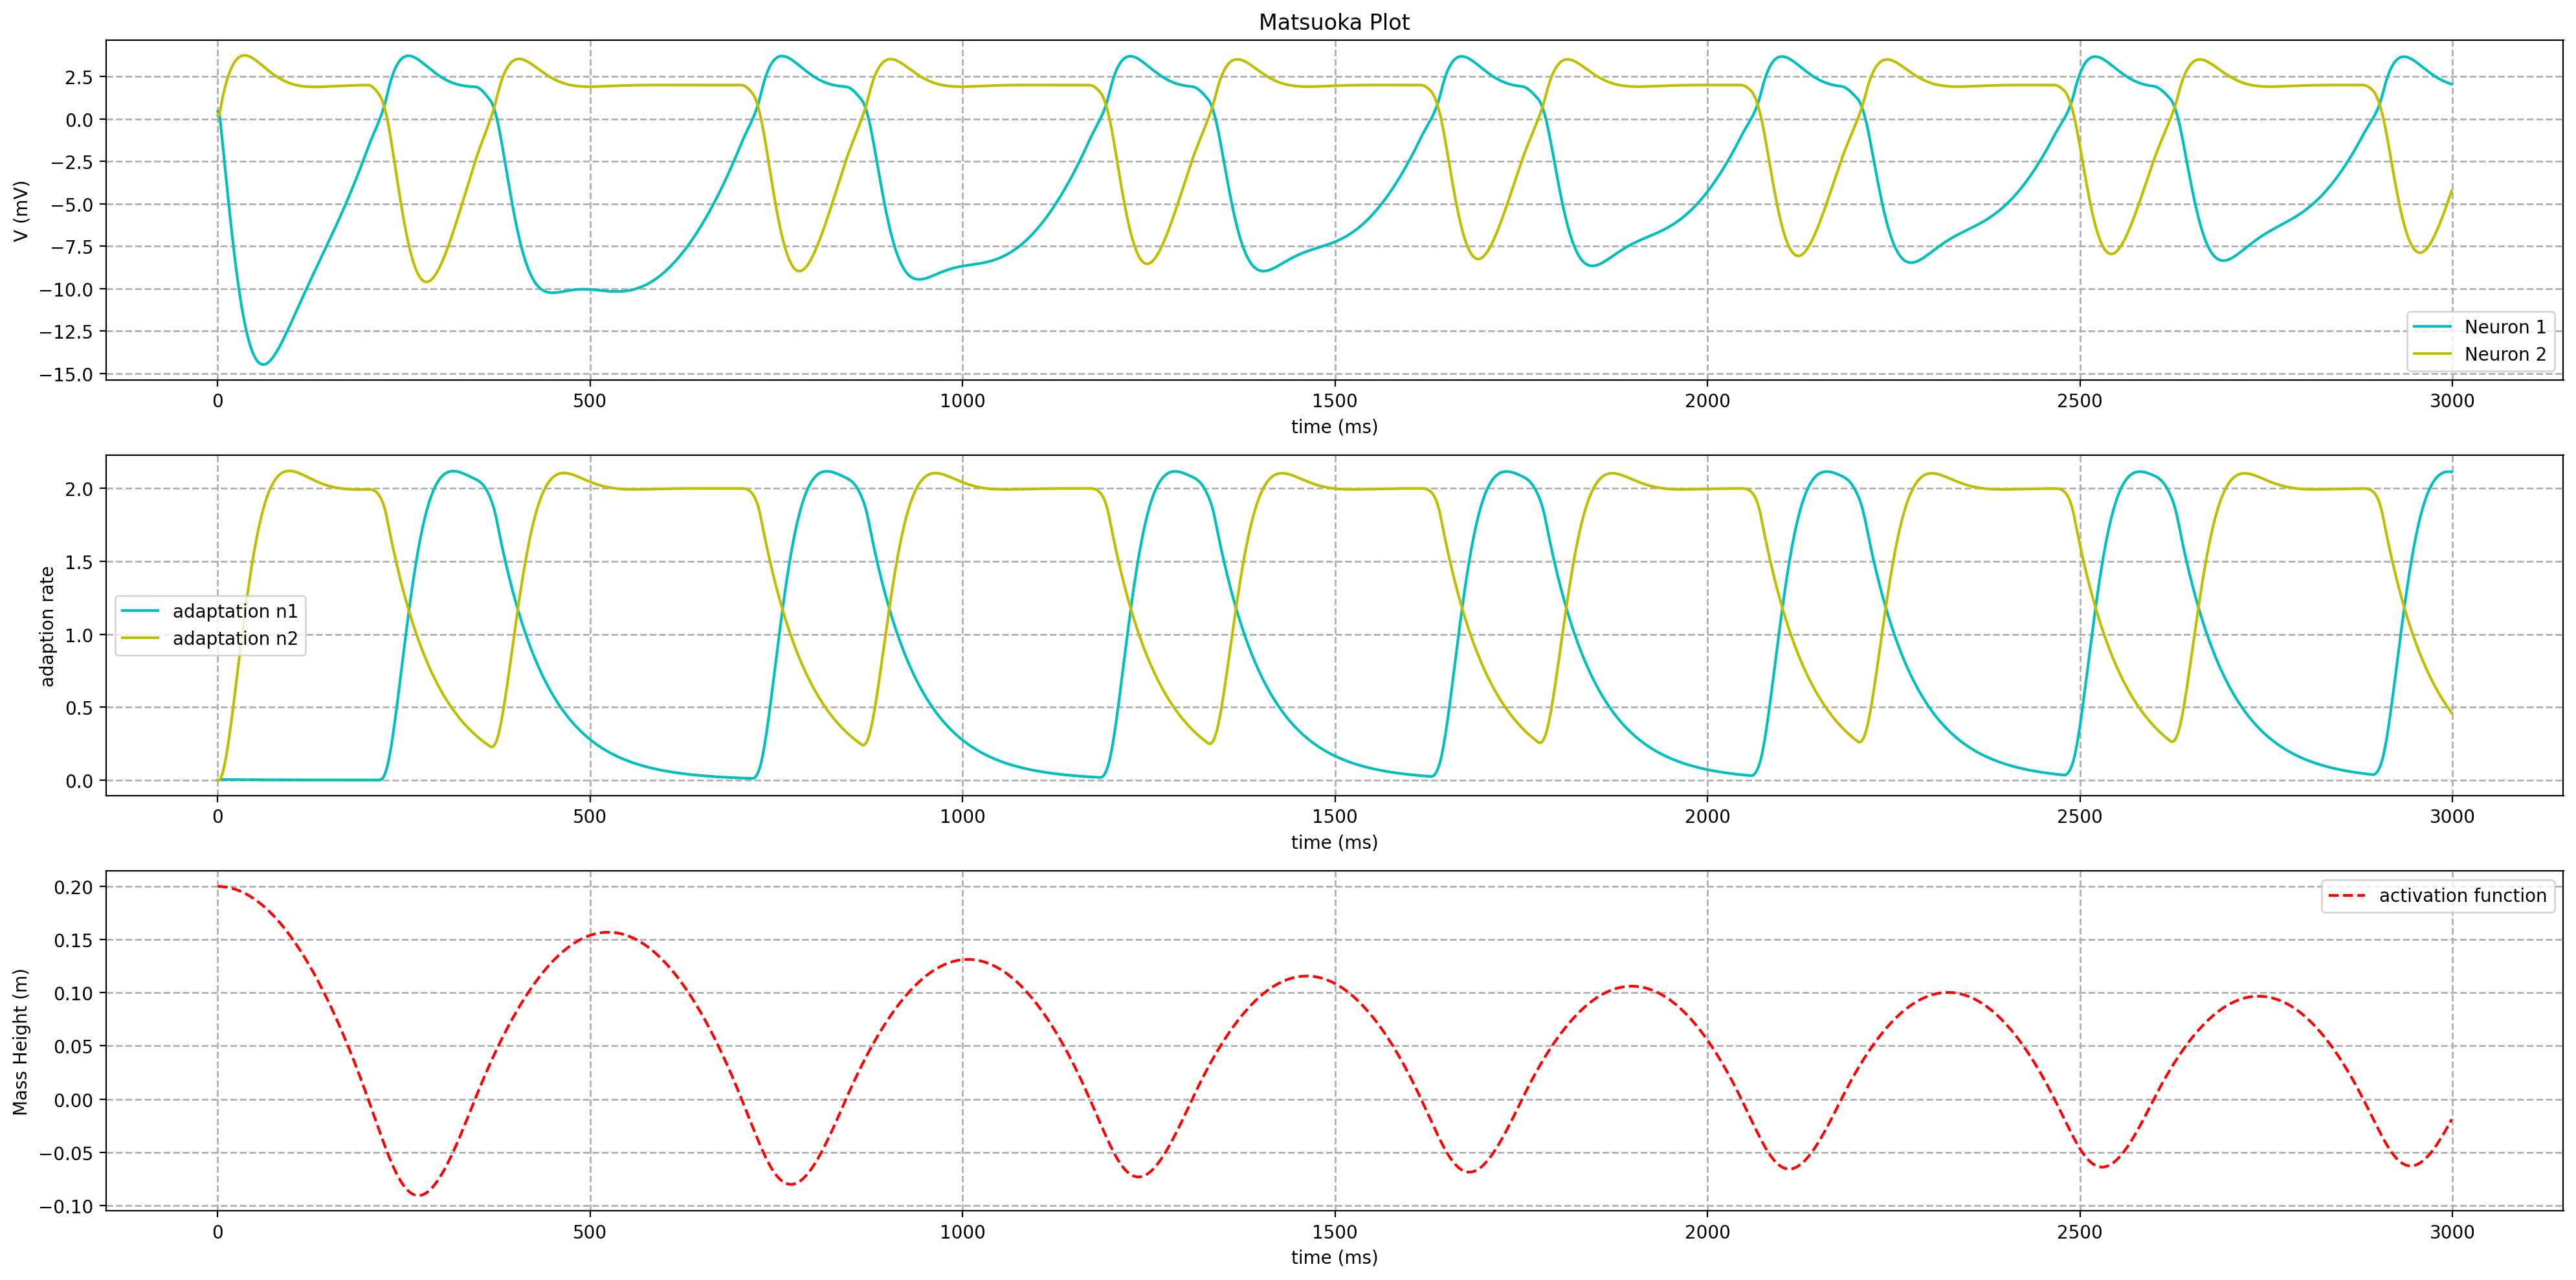 Matsuoka Plot
V (mV)
2.5
0.0
−2.5
−5.0
−7.5
−10.0
−12.5
−15.0
Neuron 1
Neuron 2
0 500 1000 1500 2000 2500 3000
time (ms)
adaption rate
2.0
1.5
1.0
0.5
0.0
adaptation n1
adaptation n2
0 500 1000 1500 2000 2500 3000
time (ms)
Mass Height (m)
0.20
0.15
0.10
0.05
0.00
−0.05
−0.10
activation function
0 500 1000 1500 2000 2500 3000
time (ms)